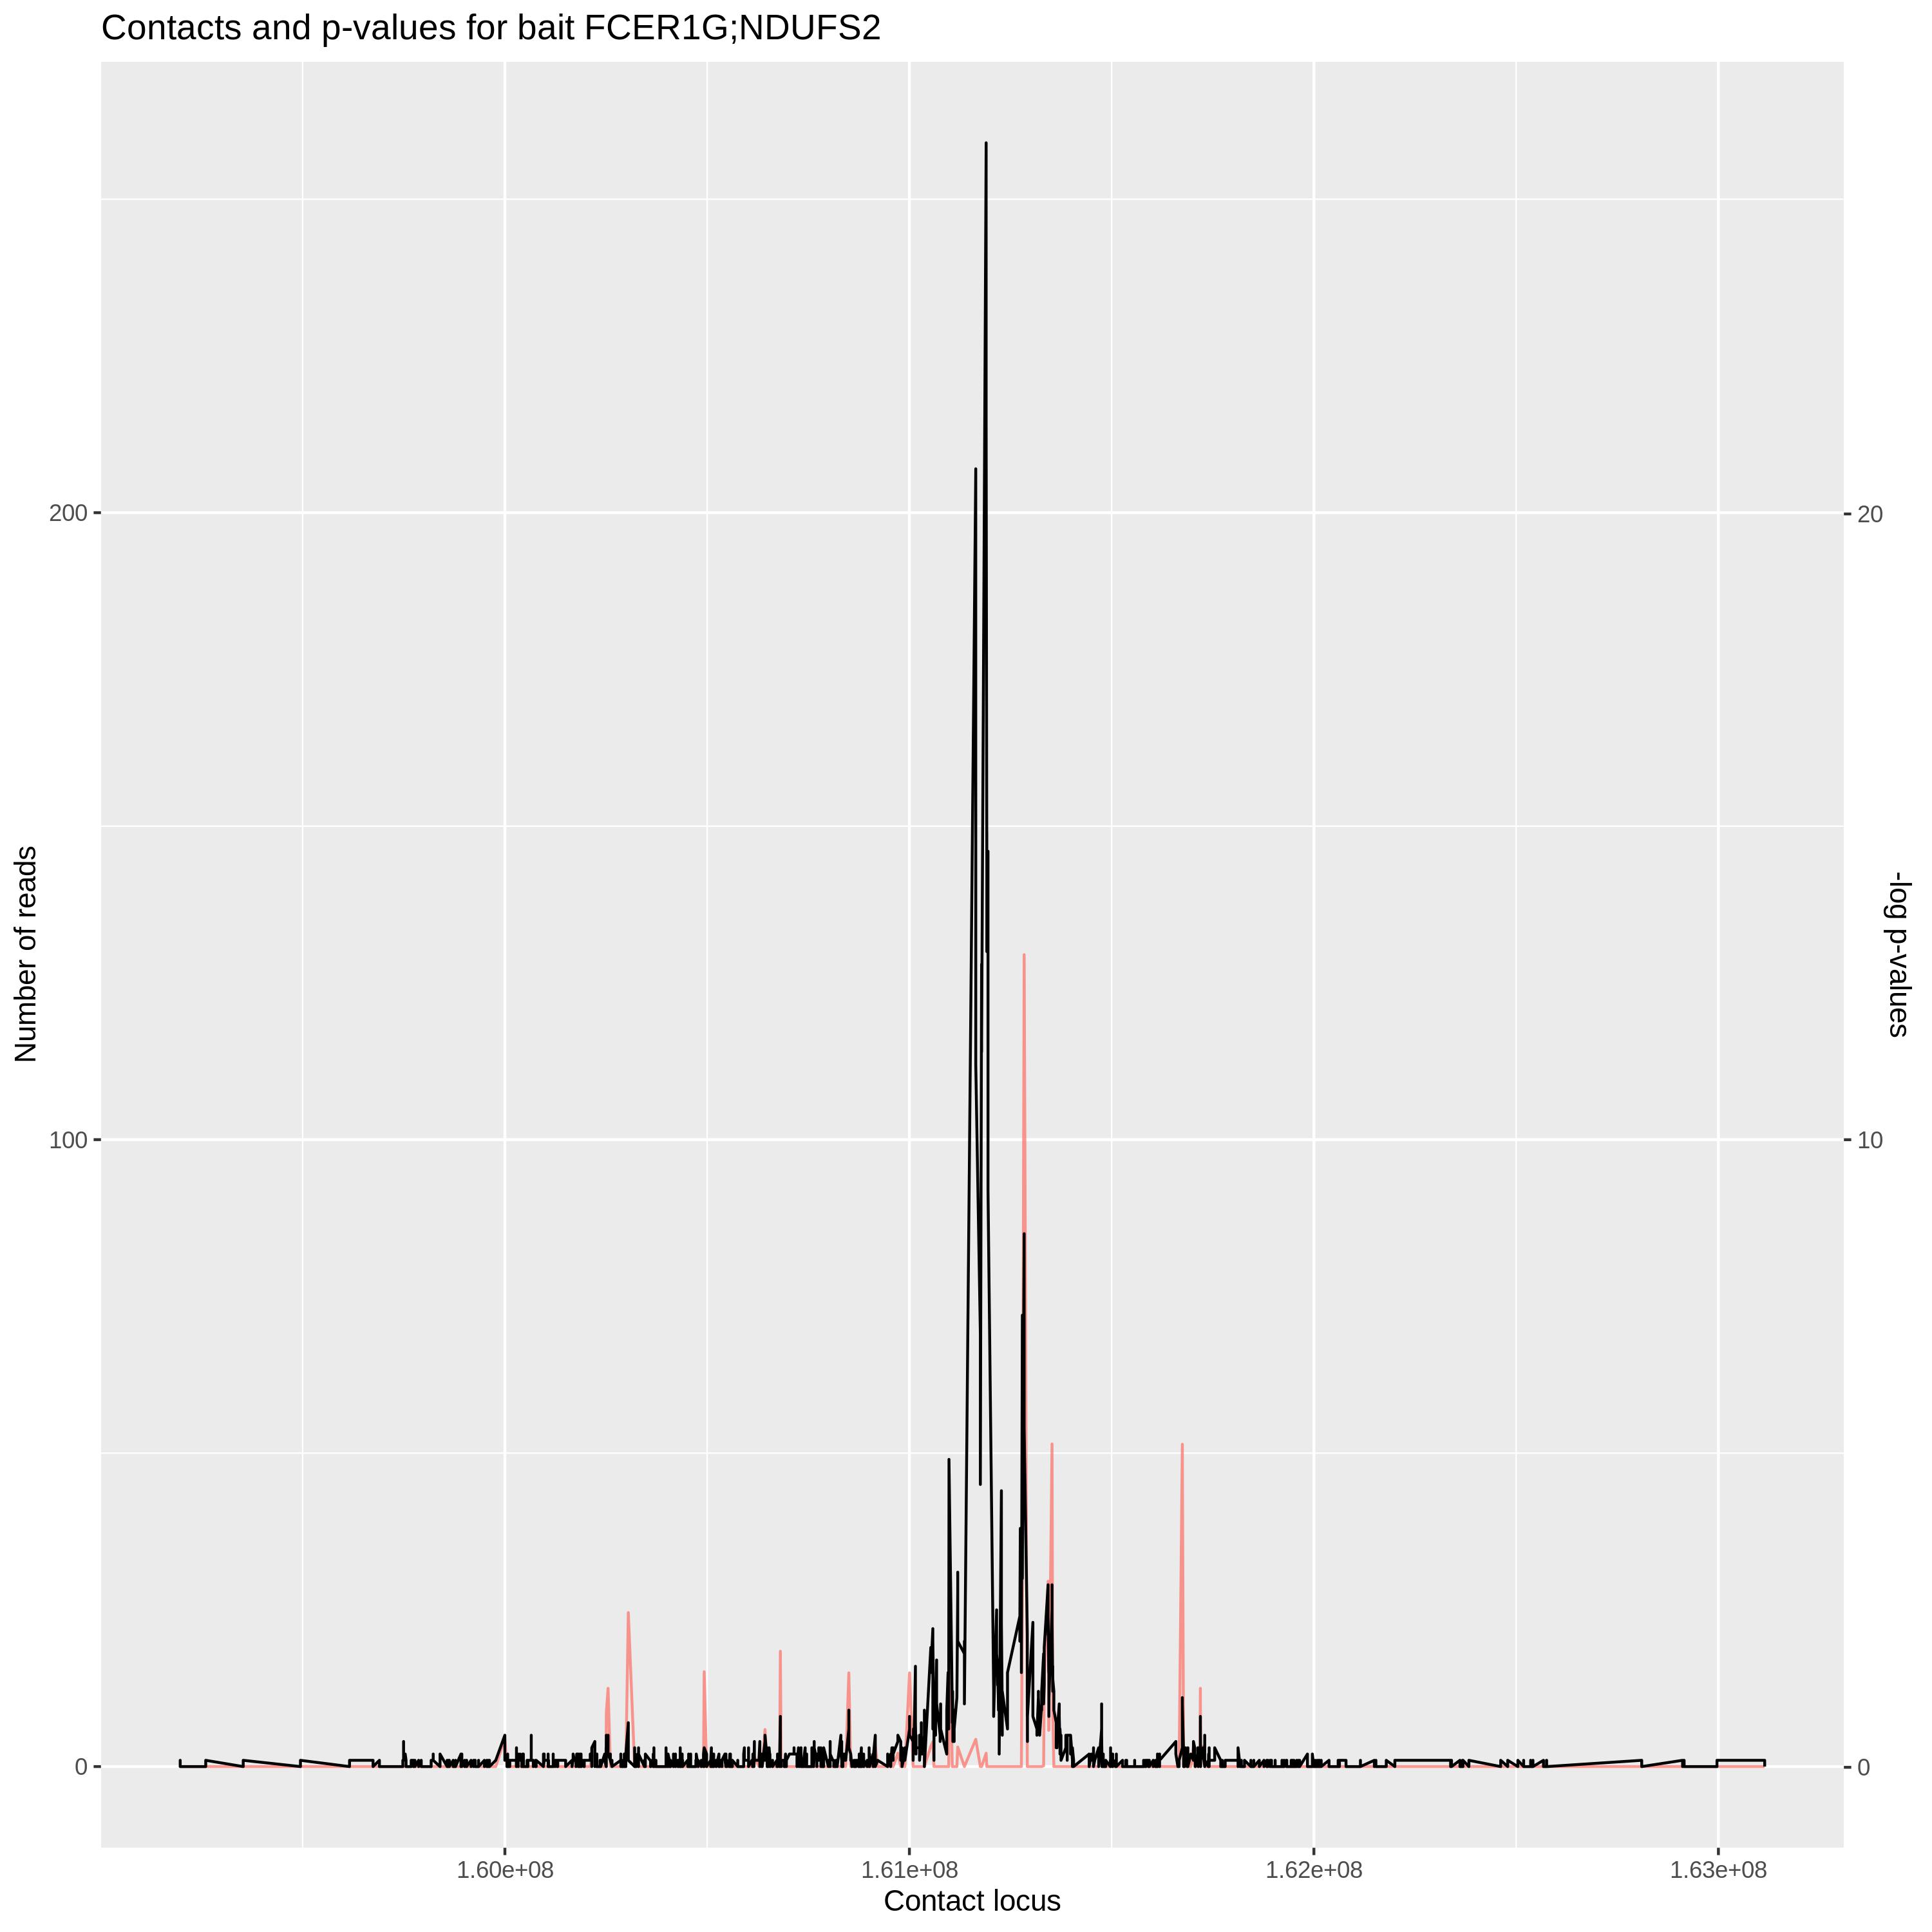 Contacts and p-values for bait FCER1G;NDUFS2
Number of reads
200
100
0
20
10
0
-log p-values
1.60e+08
1.61e+08
1.62e+08
1.63e+08
Contact locus